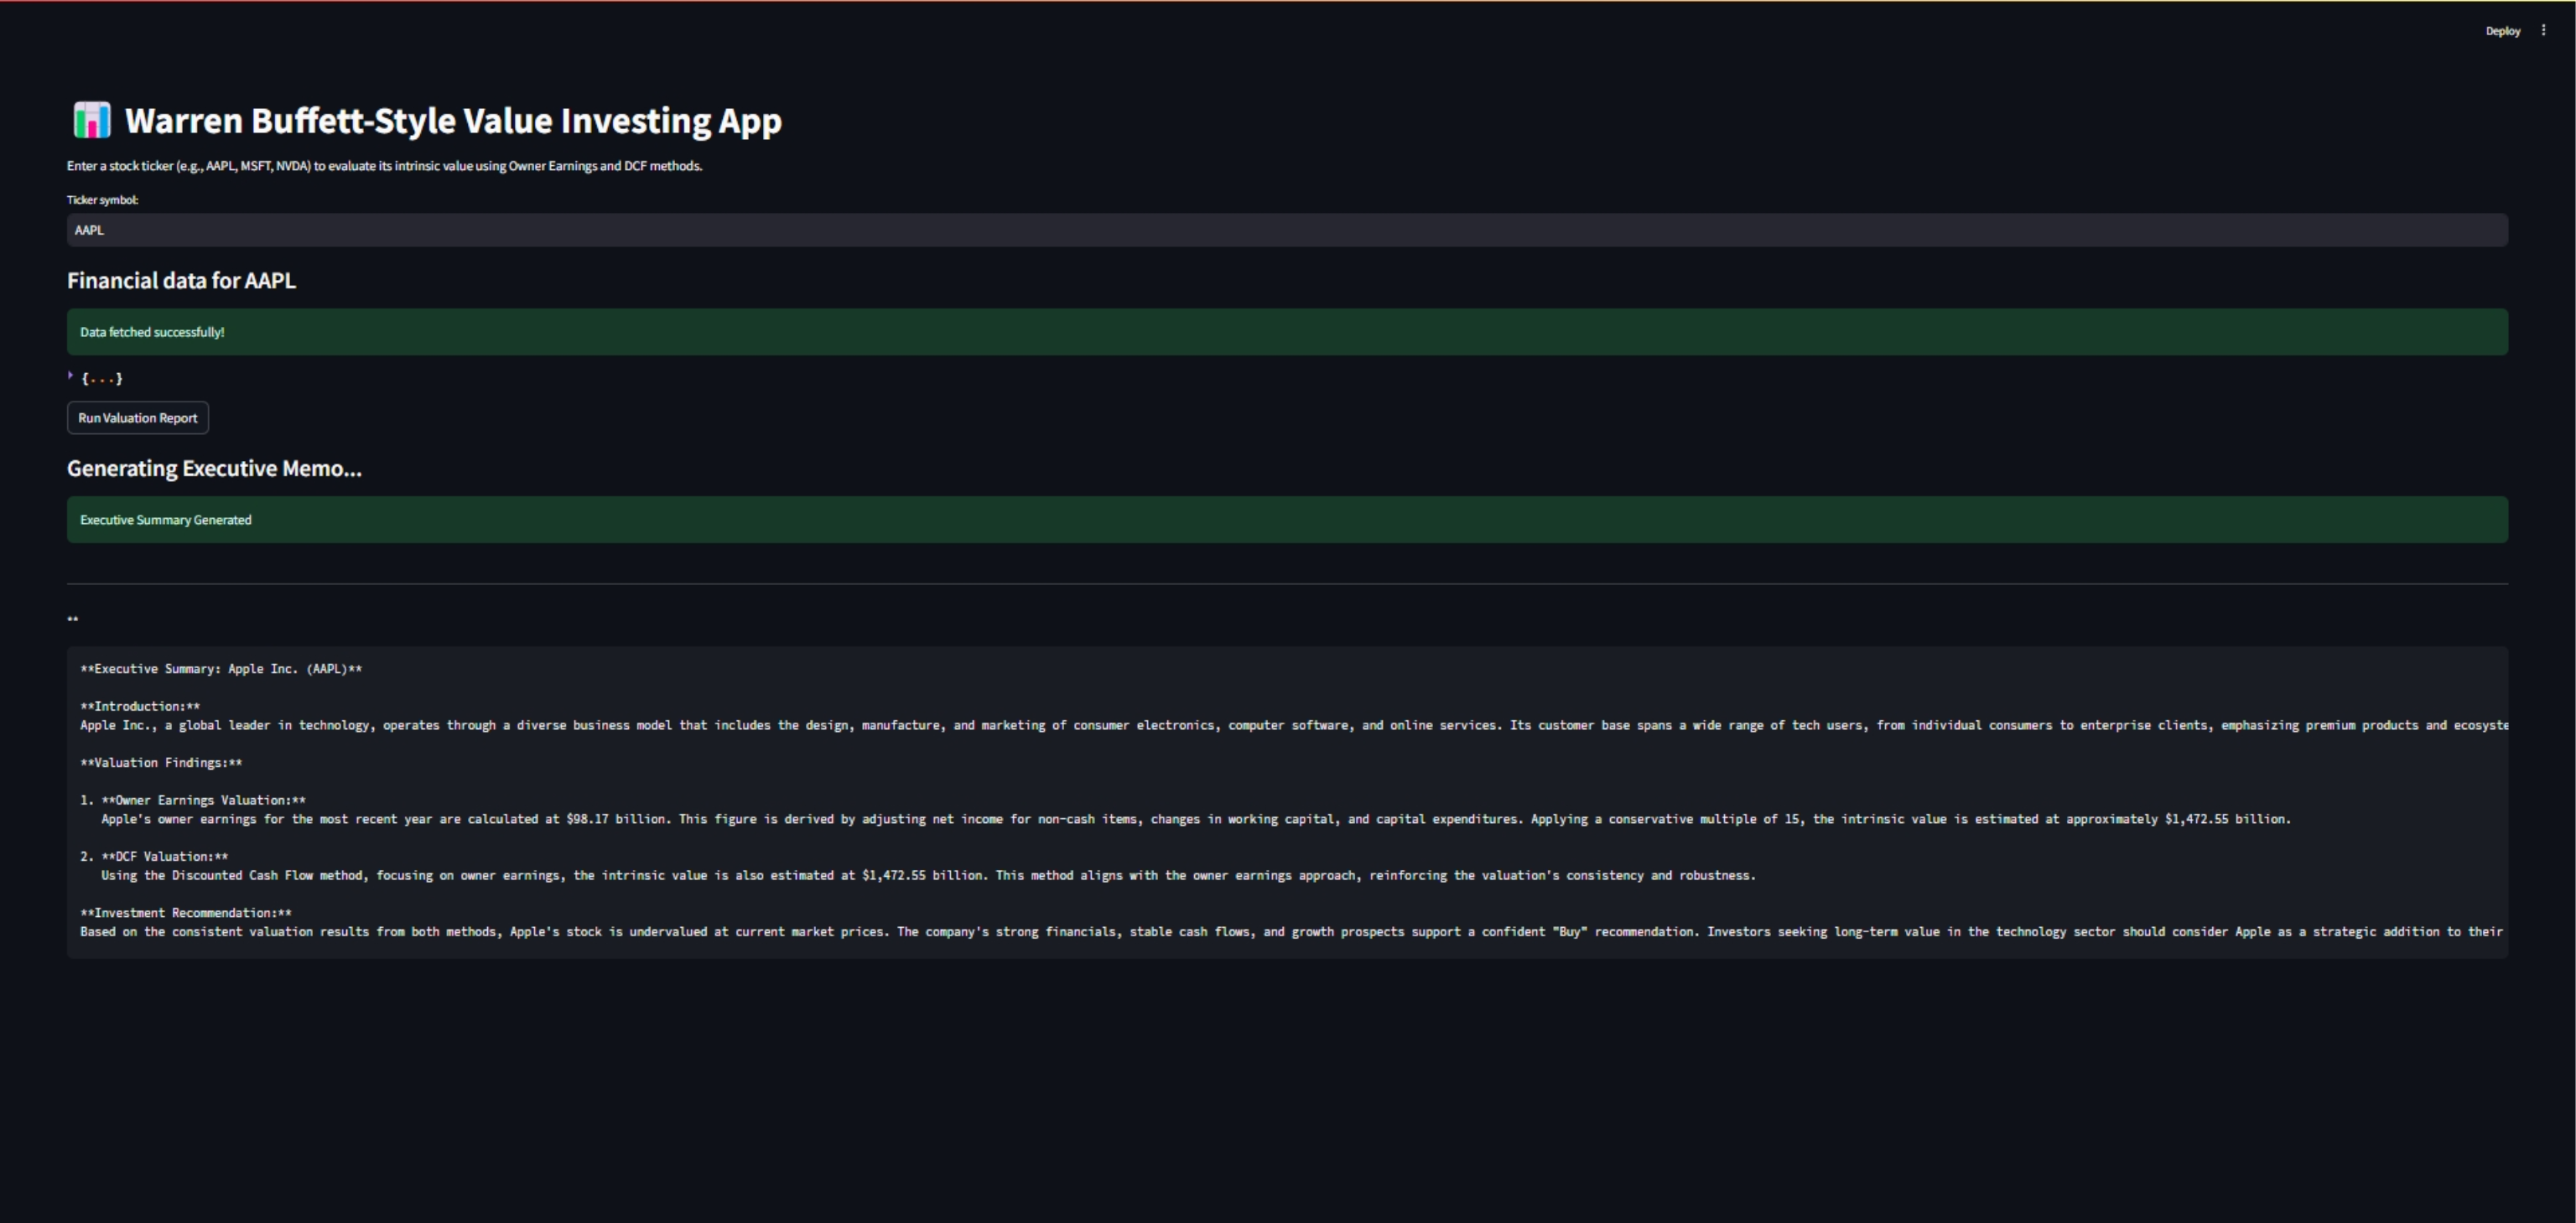 Deploy
Warren Buffett-Style Value Investing App
Enter a stock ticker (e.g., AAPL, MSFT, NVDA) to evaluate its intrinsic value using Owner Earnings and DCF methods.
Ticker symbol:
AAPL
Financial data for AAPL
Data fetched successfully!
{...}
Run Valuation Report
Generating Executive Memo...
Executive Summary Generated
**
**Executive Summary: Apple Inc. (AAPL)**
**Introduction:**
Apple Inc., a global leader in technology, operates through a diverse business model that includes the design, manufacture, and marketing of consumer electronics, computer software, and online services. Its customer base spans a wide range of tech users, from individual consumers to enterprise clients, emphasizing premium products and ecosyste
**Valuation Findings:**
1. **Owner Earnings Valuation:**
Apple's owner earnings for the most recent year are calculated at $98.17 billion. This figure is derived by adjusting net income for non-cash items, changes in working capital, and capital expenditures. Applying a conservative multiple of 15, the intrinsic value is estimated at approximately $1,472.55 billion.
2. **DCF Valuation:**
Using the Discounted Cash Flow method, focusing on owner earnings, the intrinsic value is also estimated at $1,472.55 billion. This method aligns with the owner earnings approach, reinforcing the valuation's consistency and robustness.
**Investment Recommendation:**
Based on the consistent valuation results from both methods, Apple's stock is undervalued at current market prices. The company's strong financials, stable cash flows, and growth prospects support a confident "Buy" recommendation. Investors seeking long-term value in the technology sector should consider Apple as a strategic addition to their